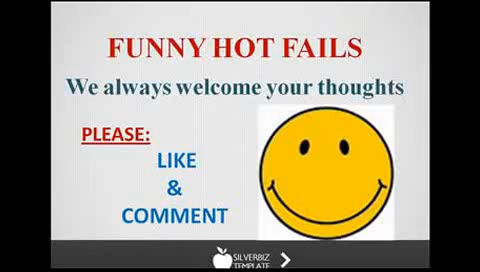 FUNNY HOT FAILS
We always welcome your thoughts
PLEASE:
LIKE
&
COMMENT
SILVERBIZ
TEMPLATE